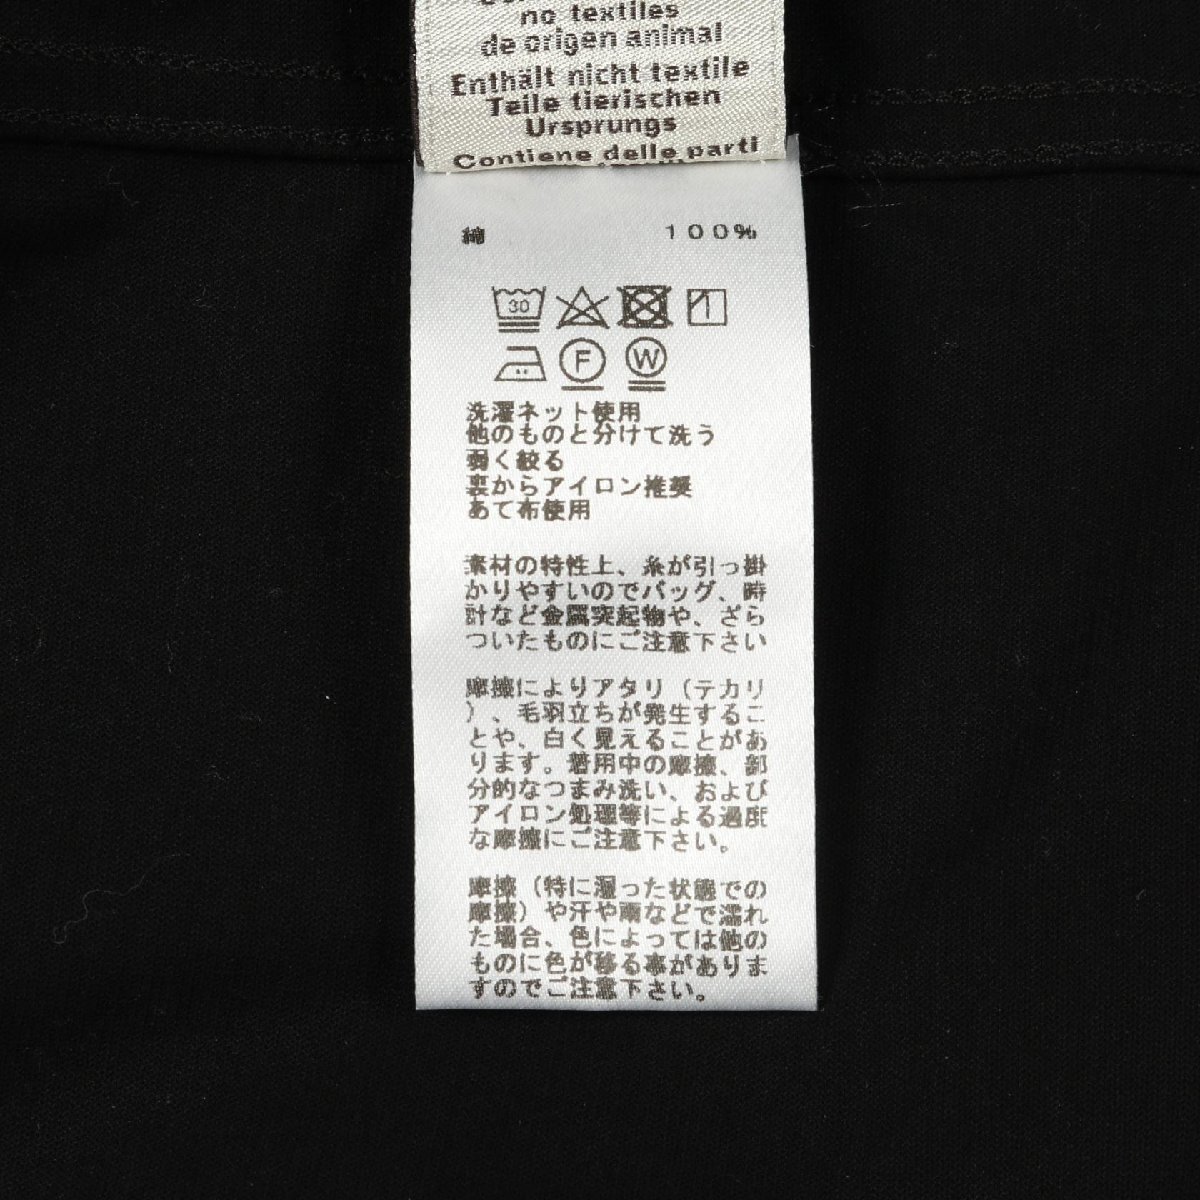 no textiles
de origen animal
Enthält nicht textile
Teile tierischen
Ursprungs
Contiene delle parti
綿 100%
30
F W
洗濯ネット使用
他のものと分けて洗う
弱く絞る
裏からアイロン推奨
あて布使用
素材の特性上、糸が引っ掛
かりやすいのでバッグ、時
計など金属突起物や、ざら
ついたものにご注意下さい
摩擦によりアタリ(テカリ
)、毛羽立ちが発生するこ
とや、白く見えることがあ
ります。着用中の摩擦、部
分的なつまみ洗い、および
アイロン処理等による過度
な摩擦にご注意下さい。
摩擦(特に湿った状態での
摩擦)や汗や雨などで濡れ
た場合、色によっては他の
ものに色が移る事がありま
すのでご注意下さい。